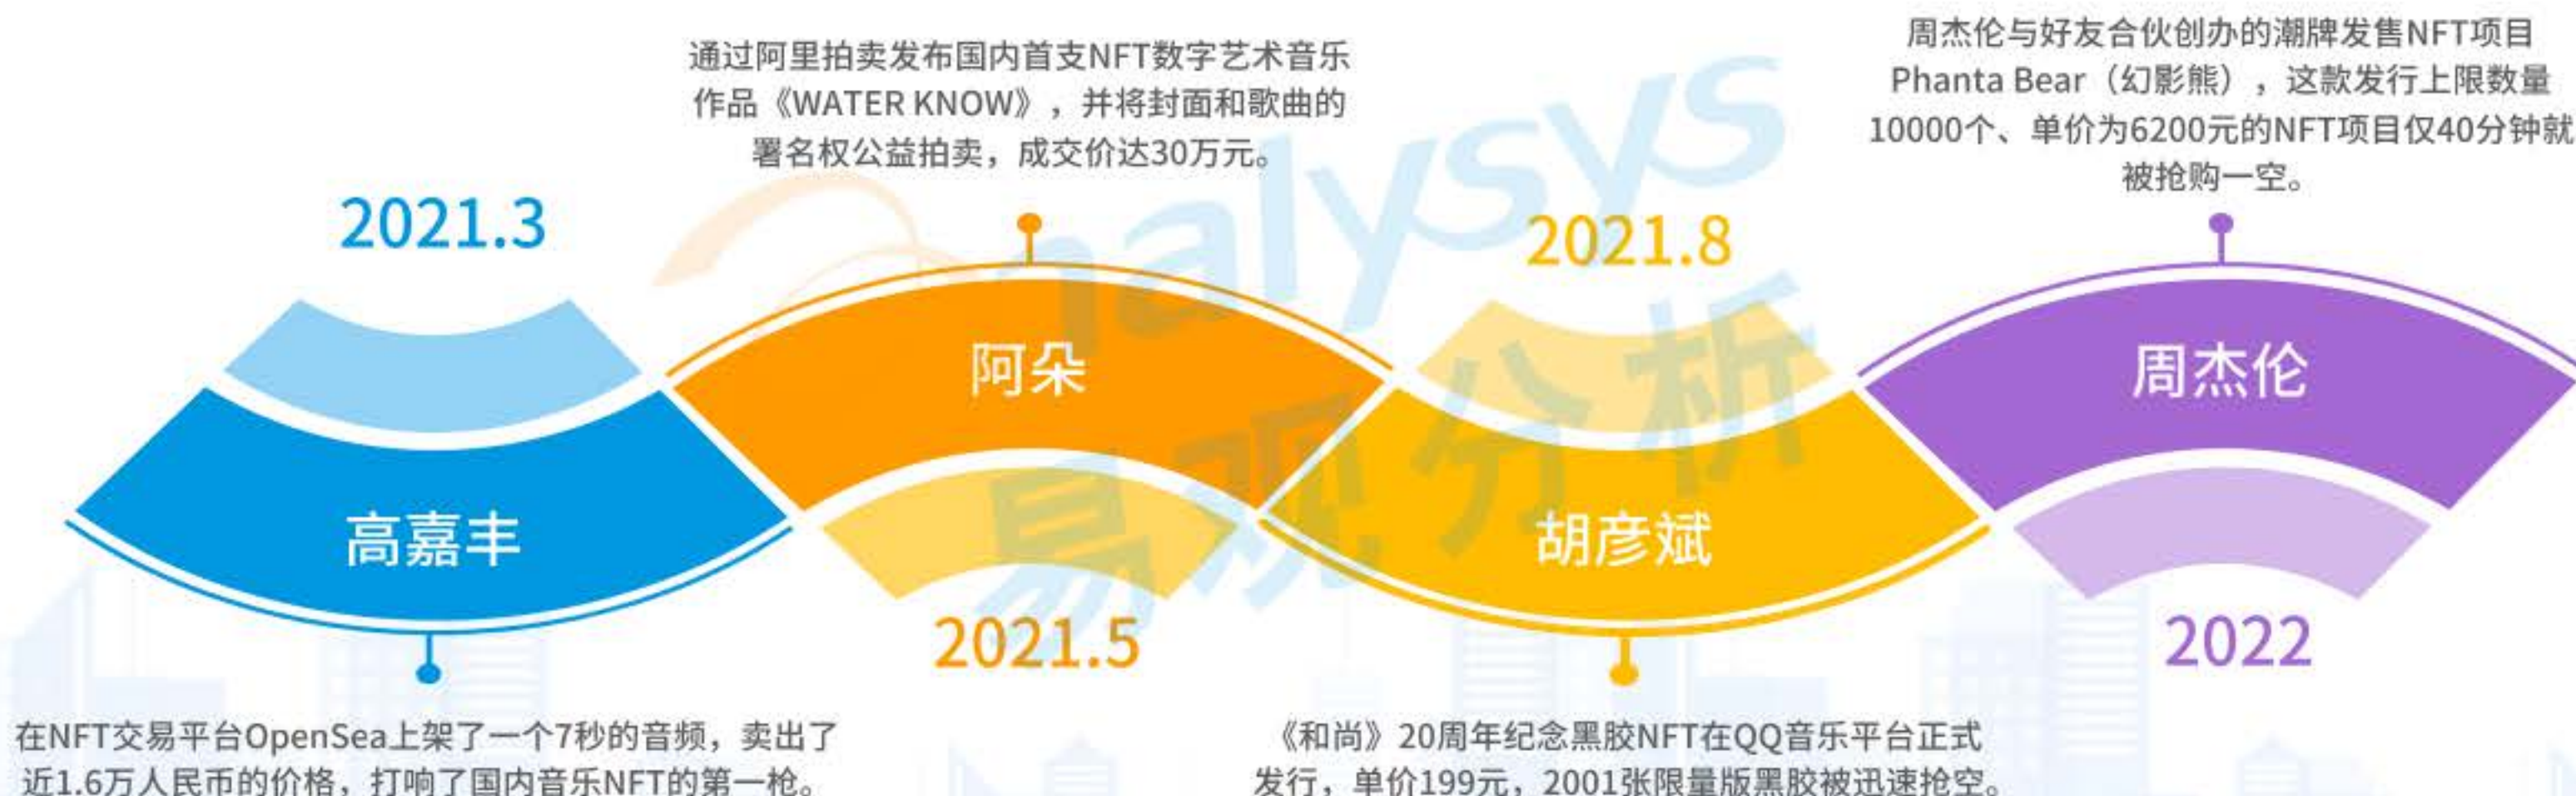 2021.3
高嘉丰
在NFT交易平台OpenSea上架了一个7秒的音频，卖出了
近1.6万人民币的价格，打响了国内音乐NFT的第一枪。
通过阿里拍卖发布国内首支NFT数字艺术音乐
作品《WATER KNOW》，并将封面和歌曲的
署名权公益拍卖，成交价达30万元。
阿朵
2021.5
2021.8
胡彦斌
《和尚》20周年纪念黑胶NFT在QQ音乐平台正式
发行，单价199元，2001张限量版黑胶被迅速抢空。
周杰伦与好友合伙创办的潮牌发售NFT项目
Phanta Bear（幻影熊），这款发行上限数量
10000个、单价为6200元的NFT项目仅40分钟就
被抢购一空。
周杰伦
2022
nalysys
易观分析